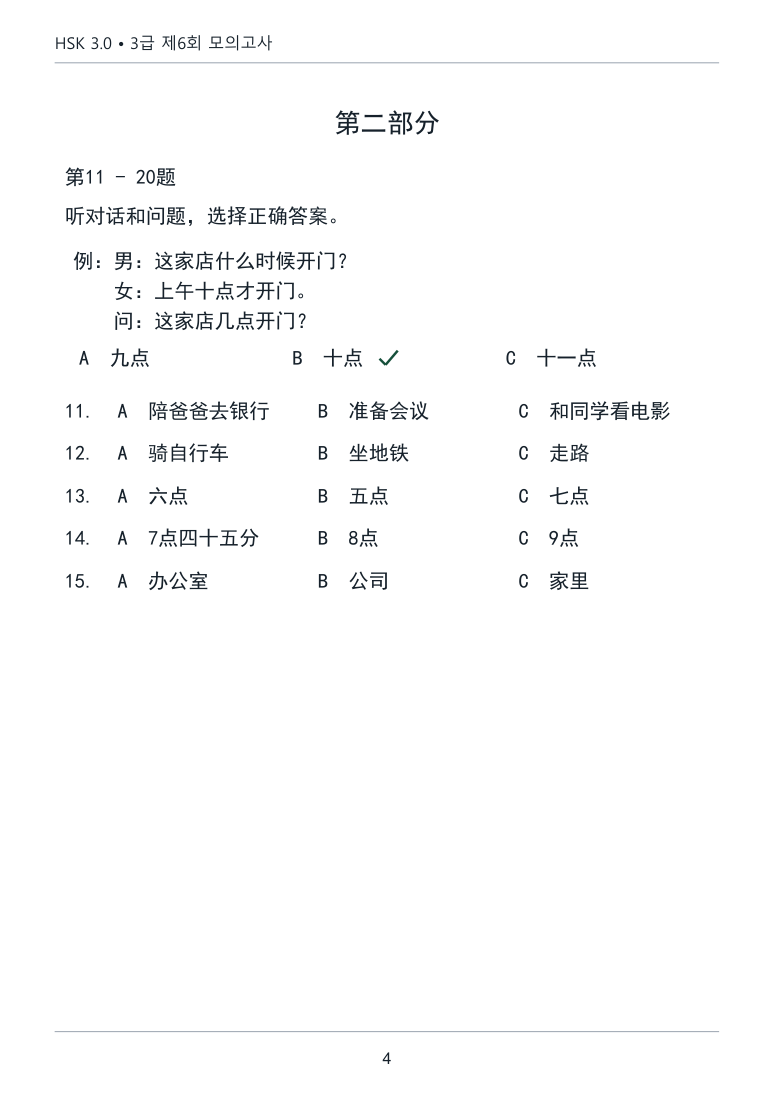 HSK 3.0 • 3급 제6회 모의고사
第二部分
第11 - 20题
听对话和问题，选择正确答案。
例：男：这家店什么时候开门？
女：上午十点才开门。
问：这家店几点开门？
A 九点 B 十点 ✓ C 十一点
11. A 陪爸爸去银行 B 准备会议 C 和同学看电影
12. A 骑自行车 B 坐地铁 C 走路
13. A 六点 B 五点 C 七点
14. A 7点四十五分 B 8点 C 9点
15. A 办公室 B 公司 C 家里
4